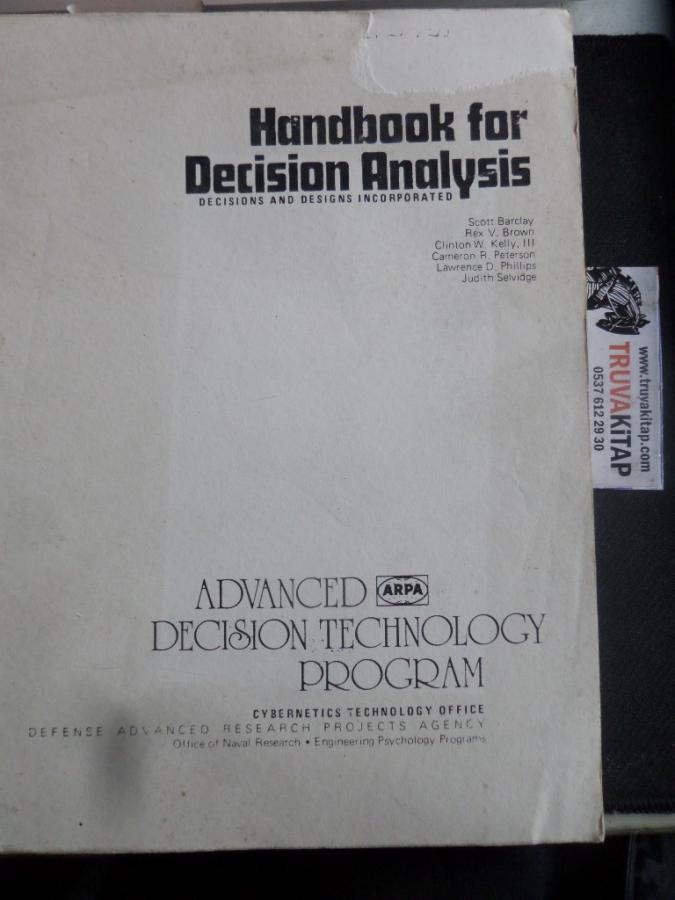 Handbook for
Decision Analysis
DECISIONS AND DESIGNS INCORPORATED
Scott Barclay
Rex V. Brown
Clinton W. Kelly, III
Cameron R. Peterson
Lawrence D. Phillips
Judith Selvidge
ADVANCED ARPA
DECISION TECHNOLOGY
PROGRAM
CYBERNETICS TECHNOLOGY OFFICE
DEFENSE ADVANCED RESEARCH PROJECTS AGENCY
Office of Naval Research • Engineering Psychology Programs
www.truvakitap.com
TRUVAKİTAP
0537 612 29 30